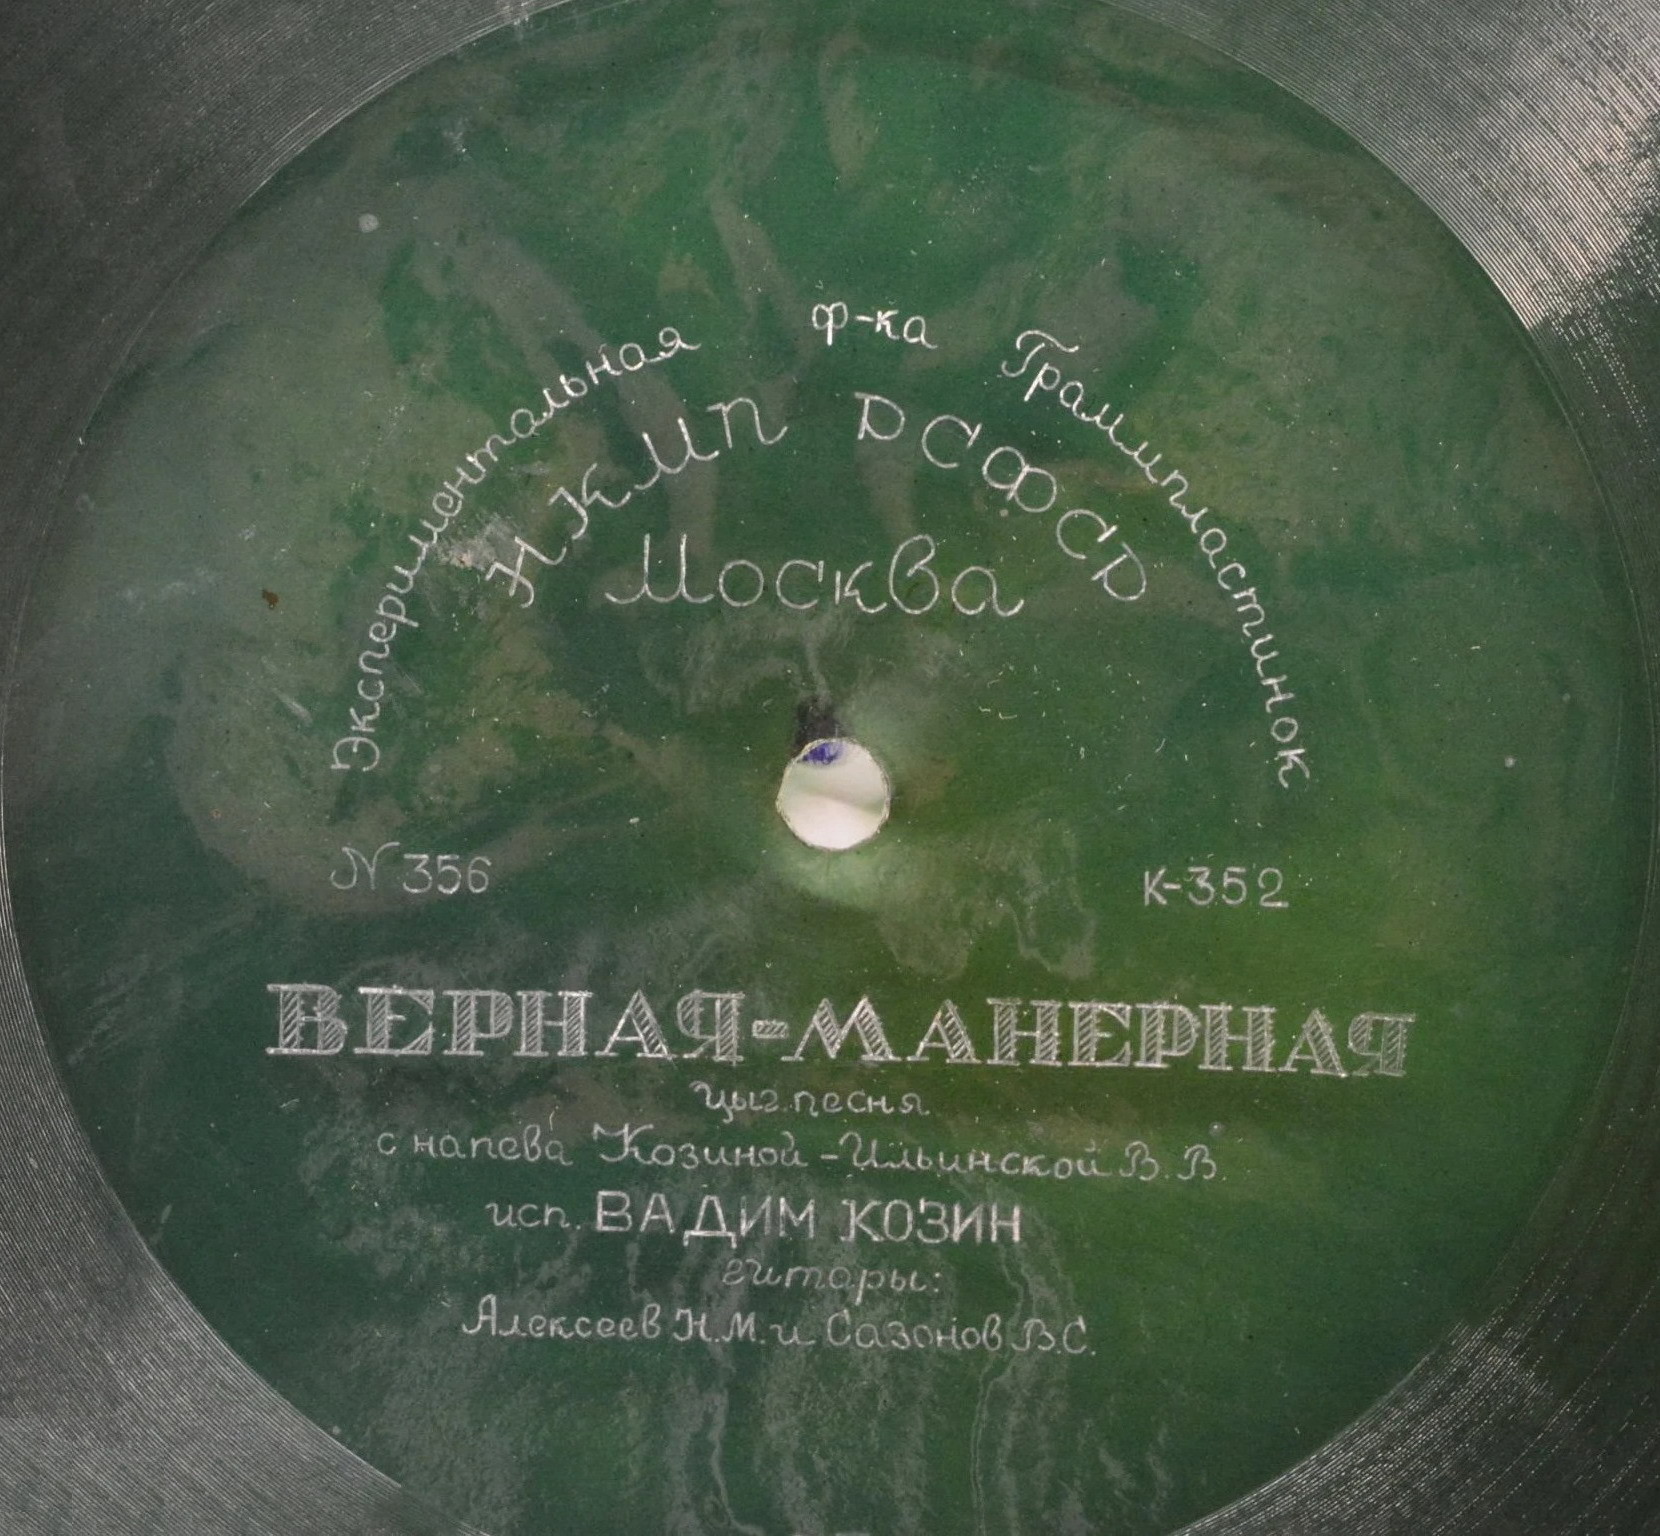 Экспериментальная ф-ка Грампластинок
НКМП РСФСР
Москва
N 356
К-352
ВЕРНАЯ-МАНЕРНАЯ
цыг. песня
с напева Козиной-Ильинской В. В.
исп. ВАДИМ КОЗИН
гитары:
Алексеев Н.М. и Сазонов В.С.